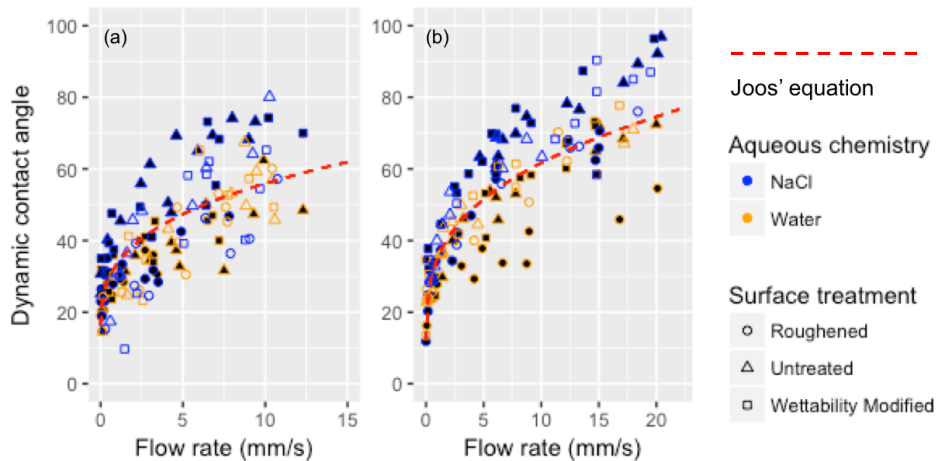 (a)
(b)
100
80
60
40
20
0
100
80
60
40
20
0
Dynamic contact angle
0
5
10
15
0
5
10
15
20
Flow rate (mm/s)
Flow rate (mm/s)
Joos' equation
Aqueous chemistry
NaCl
Water
Surface treatment
Roughened
Untreated
Wettability Modified